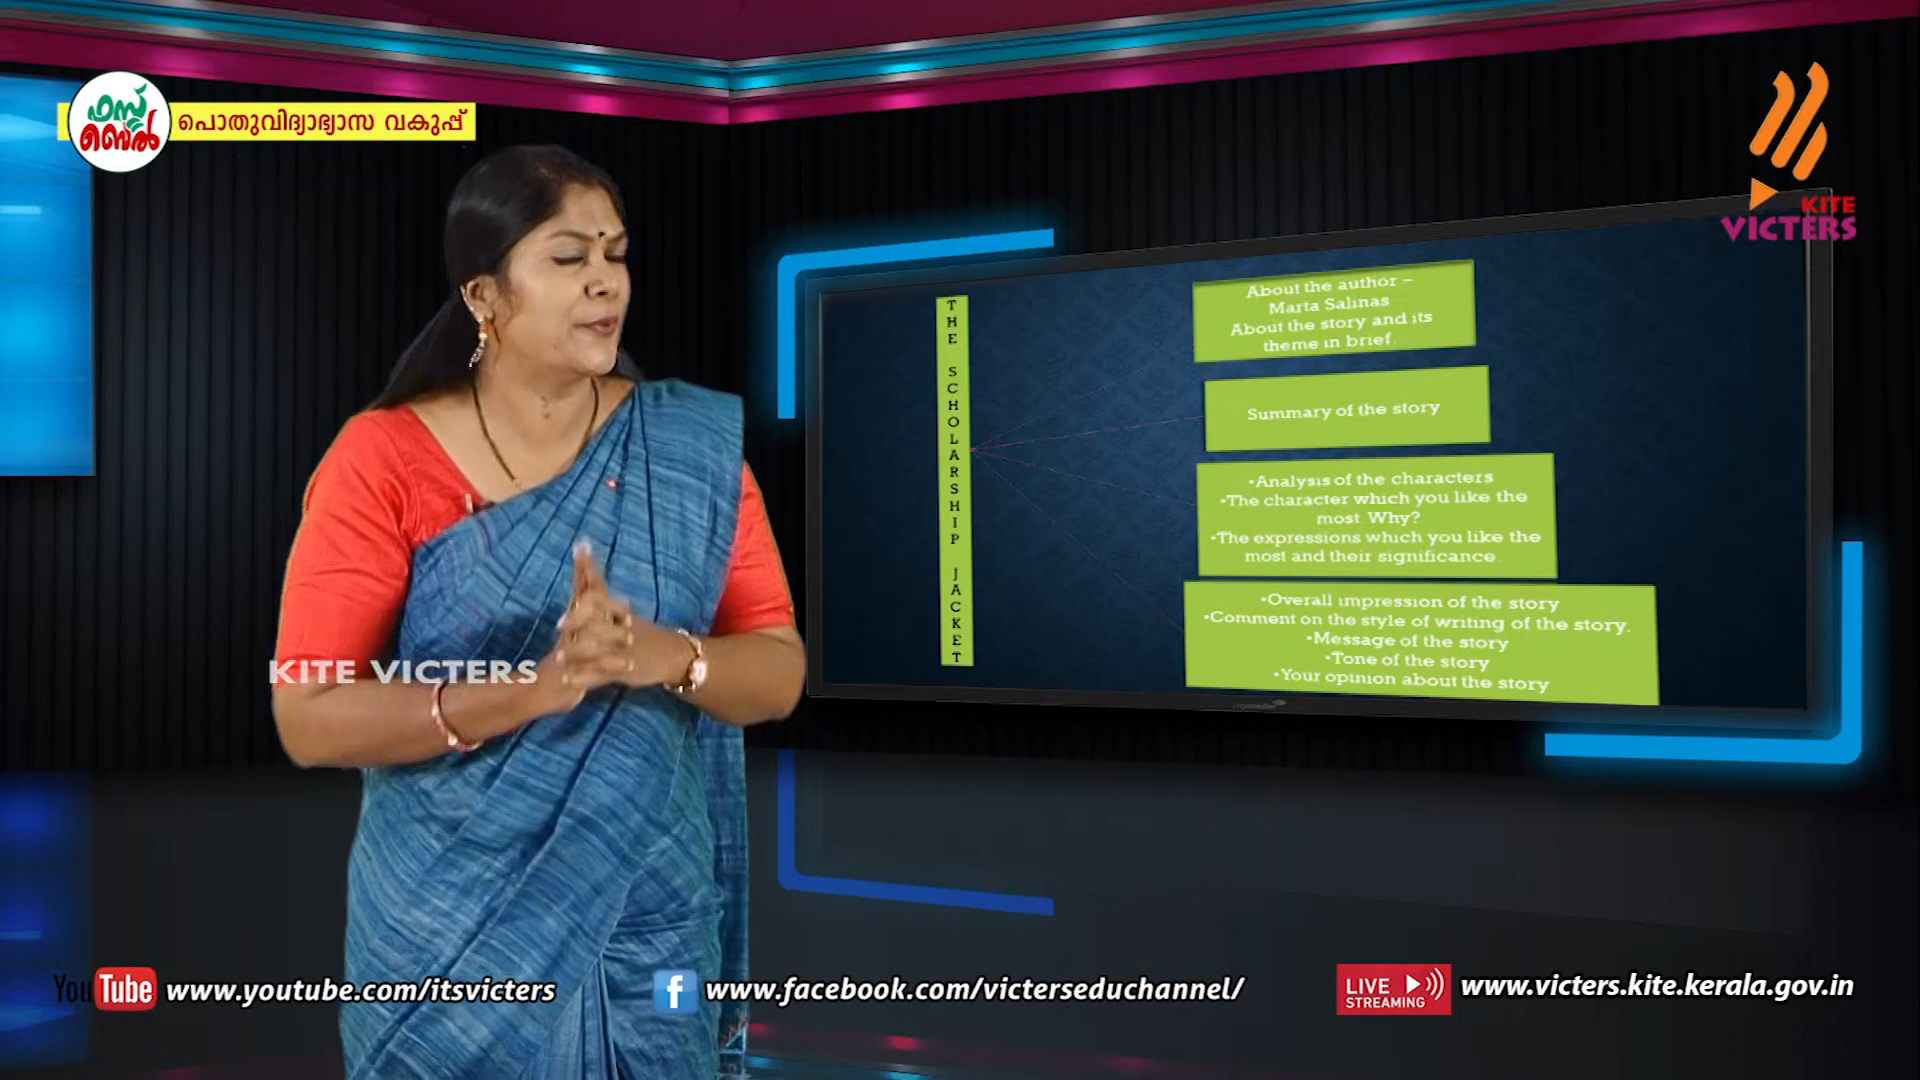 ഫസ്റ്റ്
ബെൽ
പൊതുവിദ്യാഭ്യാസ വകുപ്പ്
KITE
VICTERS
THE SCHOLARSHIP JACKET
About the author –
Marta Salinas
About the story and its
theme in brief.
Summary of the story
•Analysis of the characters
•The character which you like the
most. Why?
•The expressions which you like the
most and their significance.
•Overall impression of the story
•Comment on the style of writing of the story.
•Message of the story
•Tone of the story
•Your opinion about the story
KITE VICTERS
YouTube www.youtube.com/itsvicters
f www.facebook.com/victerseduchannel/
LIVE
STREAMING
www.victers.kite.kerala.gov.in